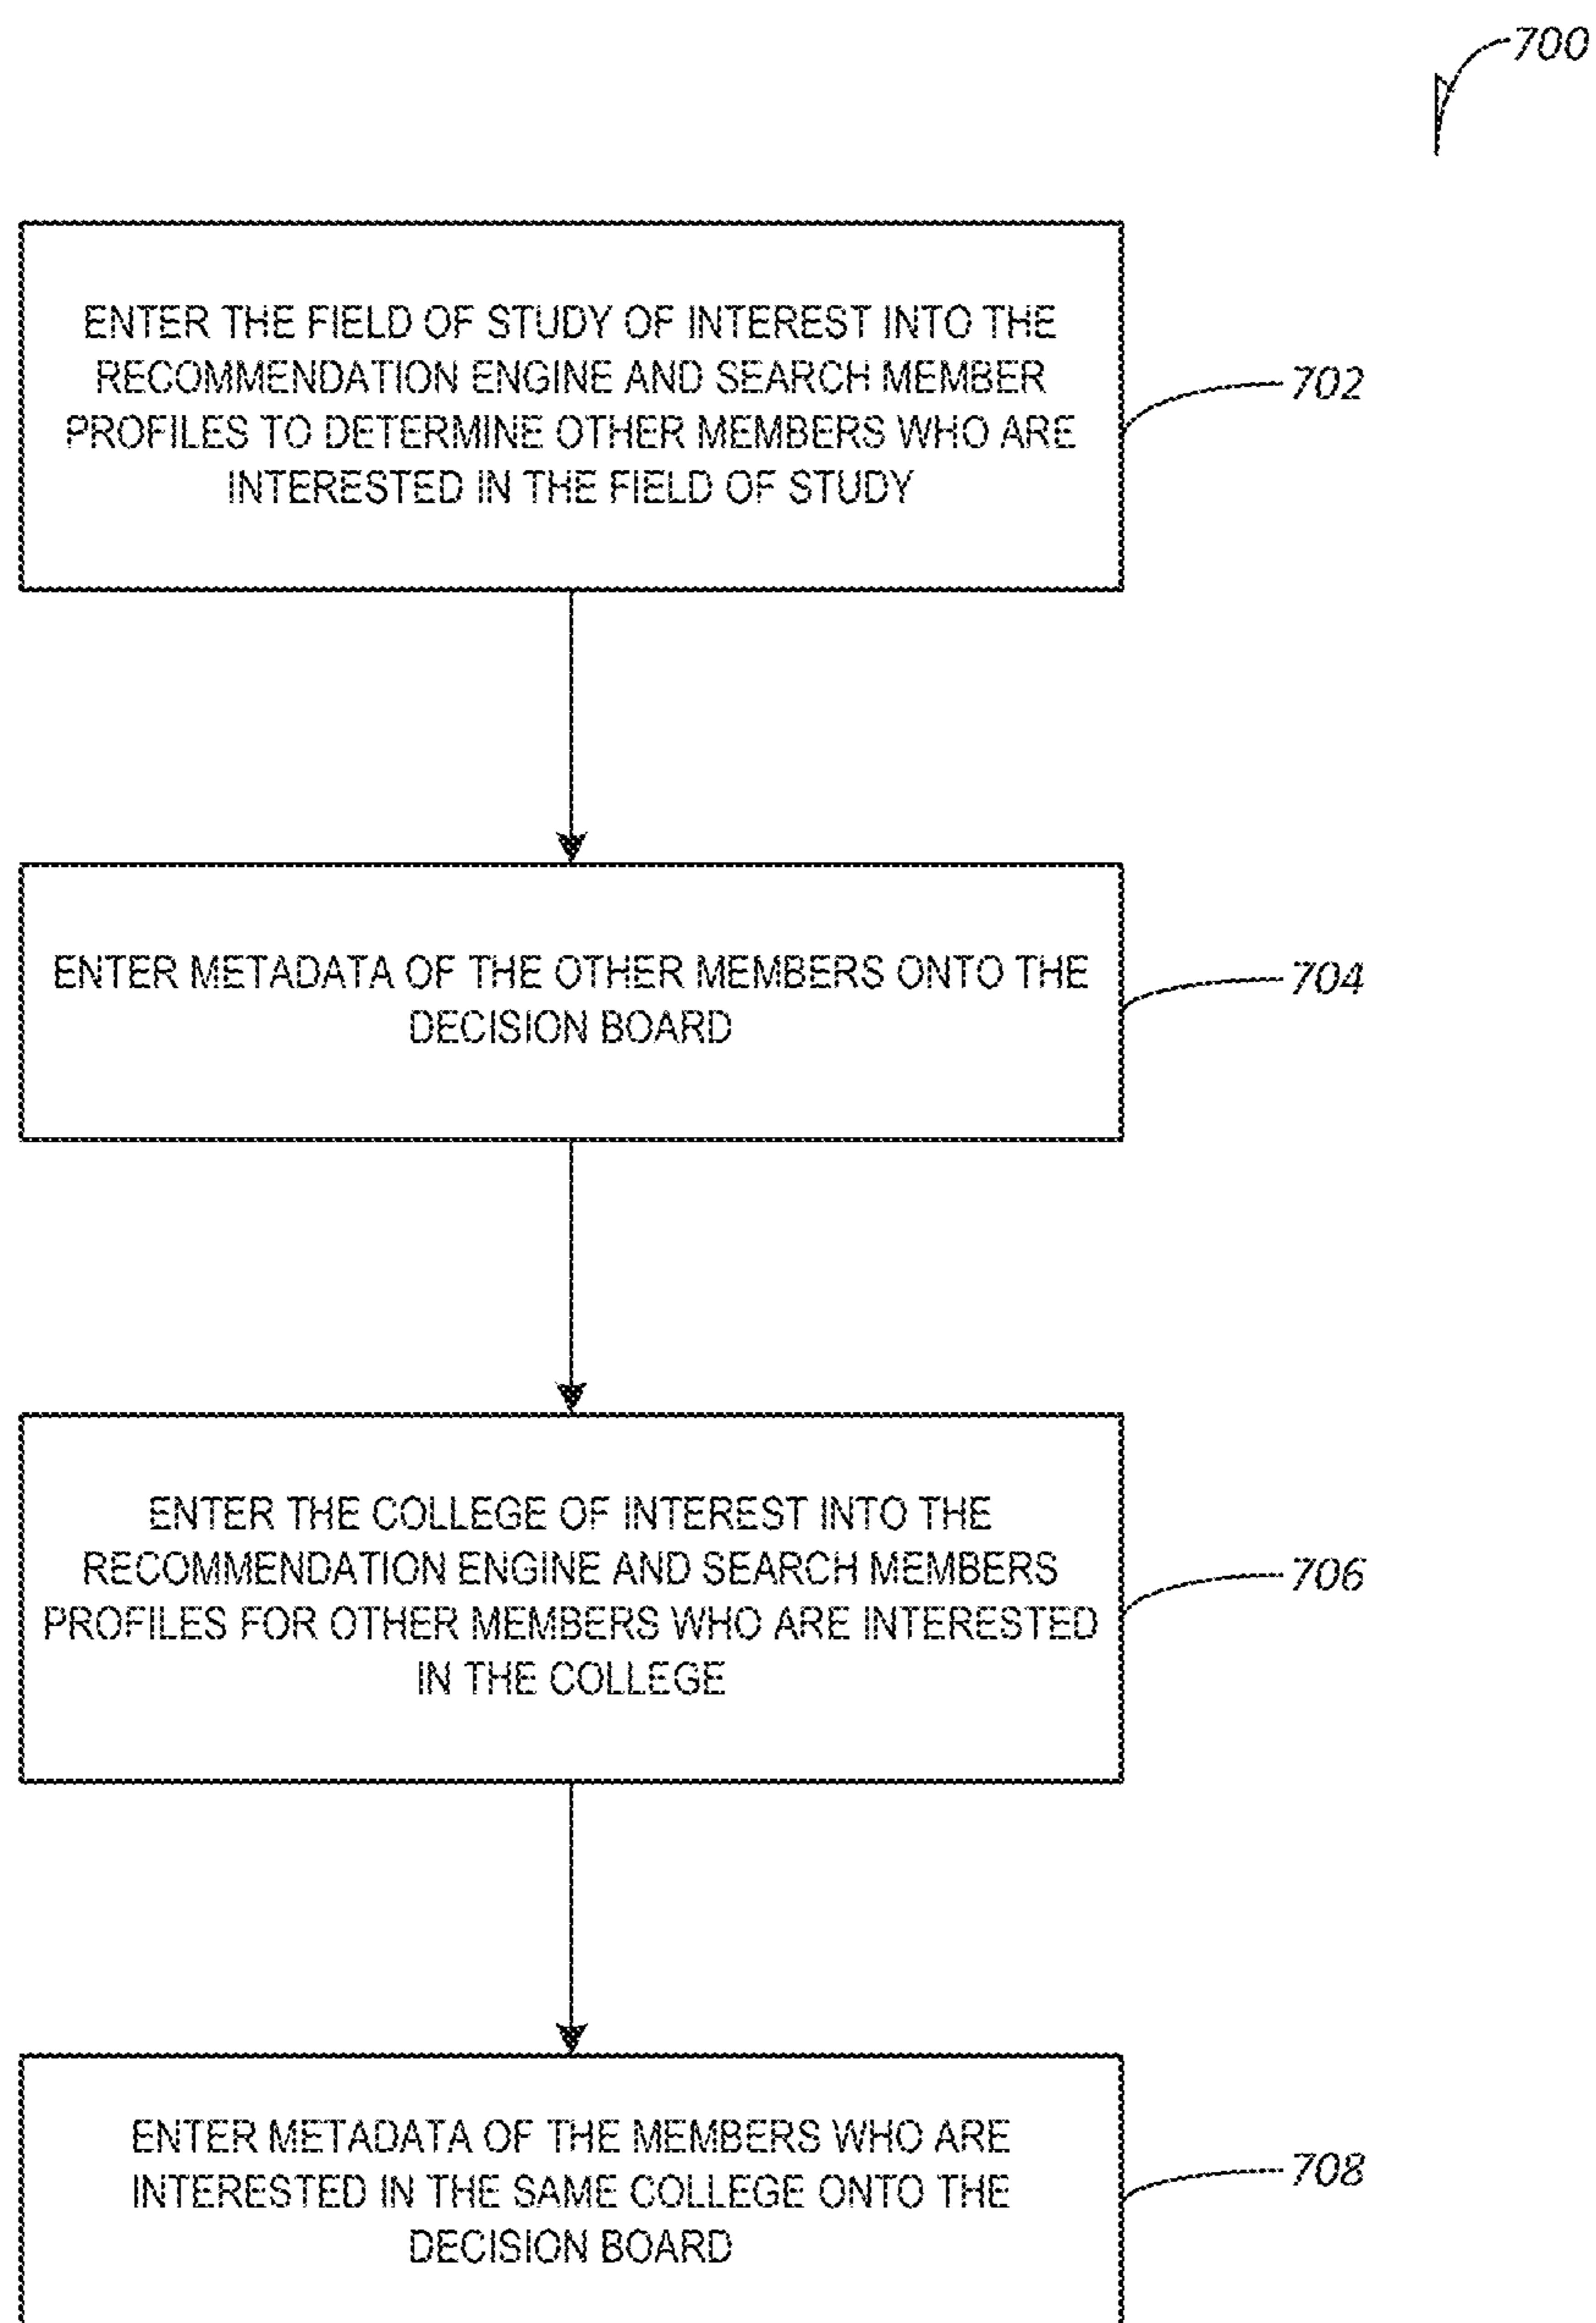 700
ENTER THE FIELD OF STUDY OF INTEREST INTO THE
RECOMMENDATION ENGINE AND SEARCH MEMBER
PROFILES TO DETERMINE OTHER MEMBERS WHO ARE
INTERESTED IN THE FIELD OF STUDY
702
ENTER METADATA OF THE OTHER MEMBERS ONTO THE
DECISION BOARD
704
ENTER THE COLLEGE OF INTEREST INTO THE
RECOMMENDATION ENGINE AND SEARCH MEMBERS
PROFILES FOR OTHER MEMBERS WHO ARE INTERESTED
IN THE COLLEGE
706
ENTER METADATA OF THE MEMBERS WHO ARE
INTERESTED IN THE SAME COLLEGE ONTO THE
DECISION BOARD
708